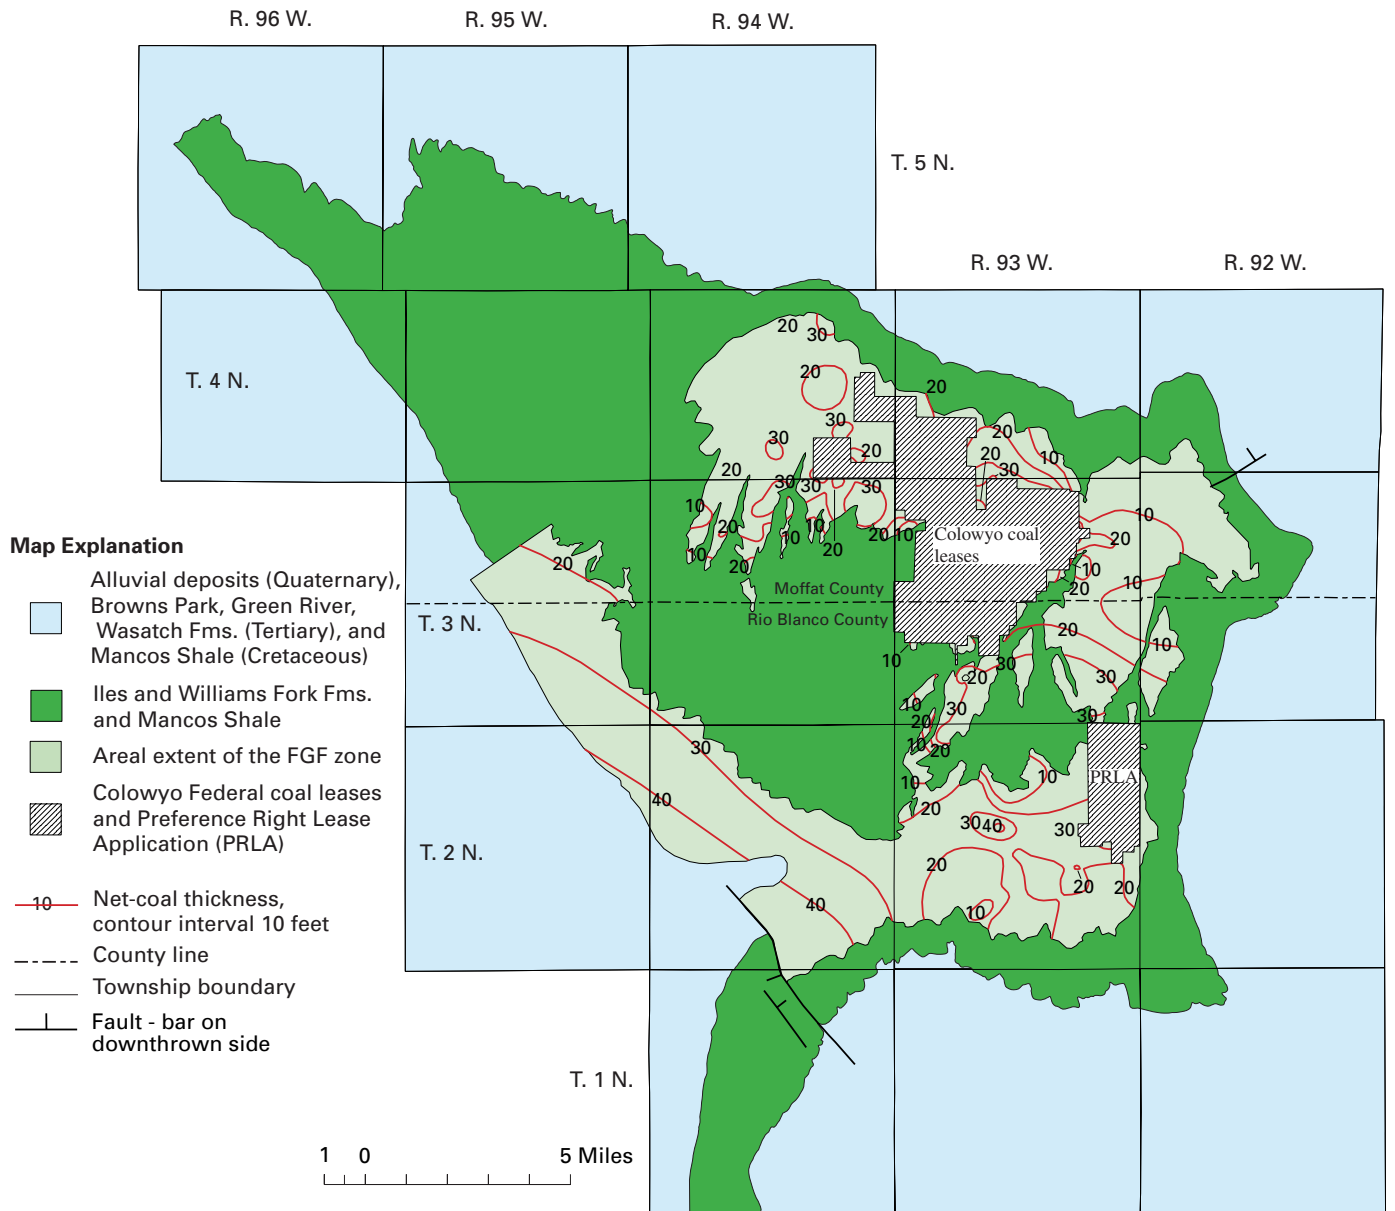 R. 96 W.
R. 95 W.
R. 94 W.
T. 5 N.
R. 93 W.
R. 92 W.
T. 4 N.
20
30
20
20
30
30
20
20
20
30
10
20
30
30
30
10
20
10
10
20
10
20
10
20
Colowyo coal
leases
10
20
10
20
10
20
Moffat County
Rio Blanco County
T. 3 N.
10
20
10
30
20
30
10
30
20
30
10
20
30
10
PRLA
10
20
30
40
30
40
T. 2 N.
20
20
20
40
10
T. 1 N.
Map Explanation
Alluvial deposits (Quaternary),
Browns Park, Green River,
Wasatch Fms. (Tertiary), and
Mancos Shale (Cretaceous)
Iles and Williams Fork Fms.
and Mancos Shale
Areal extent of the FGF zone
Colowyo Federal coal leases
and Preference Right Lease
Application (PRLA)
10
Net-coal thickness,
contour interval 10 feet
County line
Township boundary
Fault - bar on
downthrown side
1 0 5 Miles